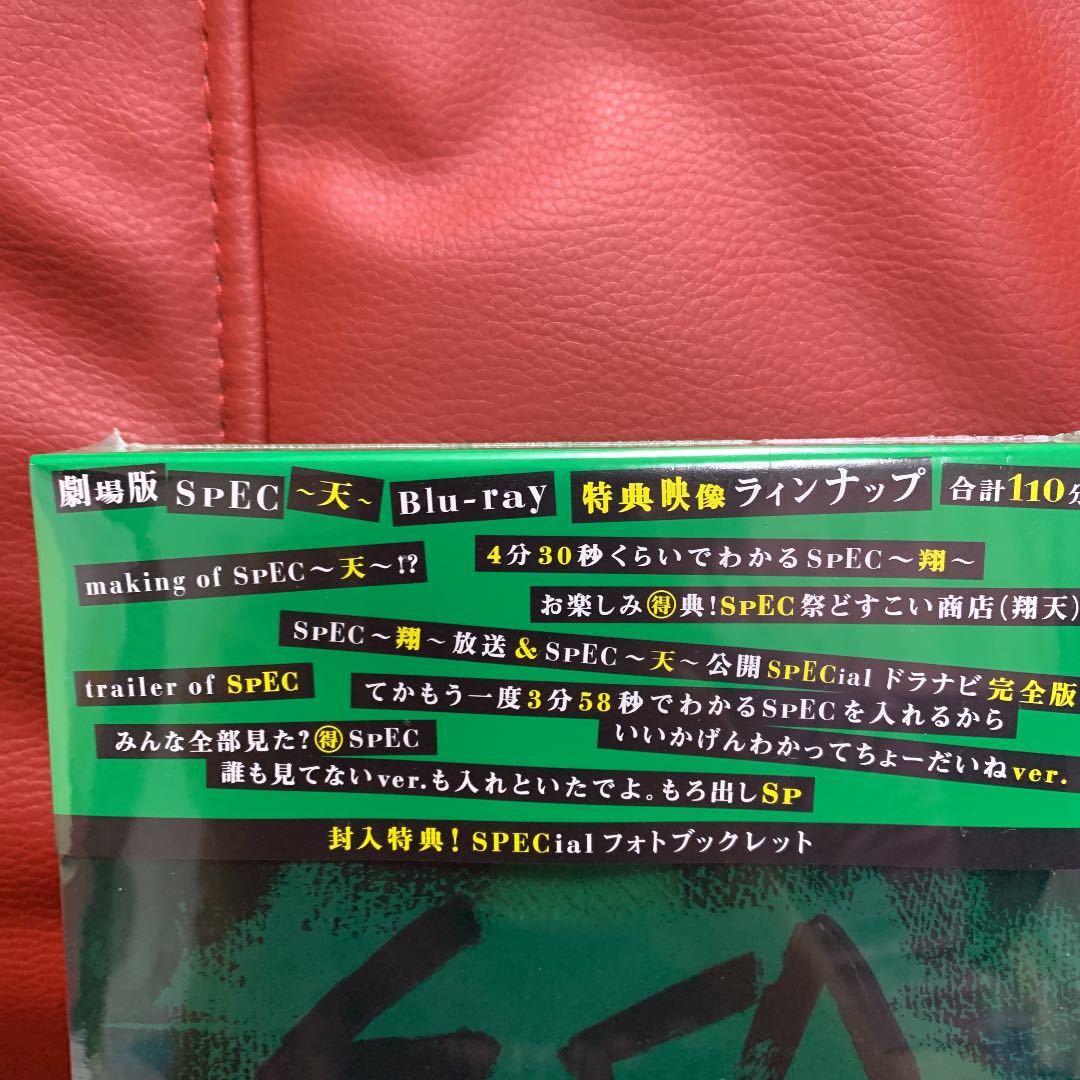 劇場版 SPEC ~天~ Blu-ray 特典映像 ラインナップ 合計110分
making of SPEC~天~!?
4分30秒くらいでわかるSPEC~翔~
お楽しみ㊕典!SPEC祭どすこい商店(翔天)
SPEC~翔~放送&SPEC~天~公開SPECial ドラナビ 完全版
trailer of SPEC
てかもう一度3分58秒でわかるSPECを入れるから
いいかげんわかってちょーだいねver.
みんな全部見た?㊝SPEC
誰も見てないver.も入れといたでよ。もろ出しSP
封入特典! SPECial フォトブックレット